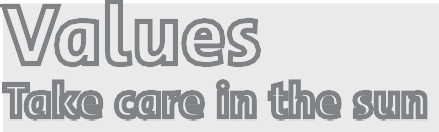 Values
Take care in the sun